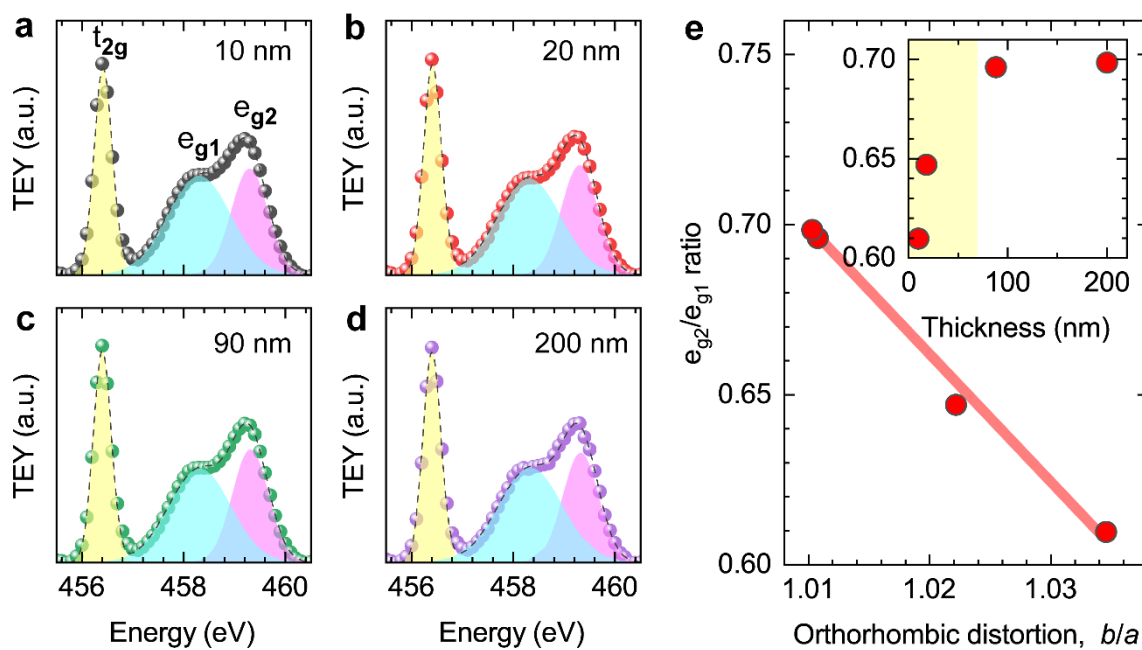 a
t2g
10 nm
eg1
eg2
TEY (a.u.)
b
20 nm
TEY (a.u.)
c
90 nm
TEY (a.u.)
456
458
460
Energy (eV)
d
200 nm
TEY (a.u.)
456
458
460
Energy (eV)
e
0.75
0.70
0.65
0.60
eg2/eg1 ratio
1.01
1.02
1.03
Orthorhombic distortion, b/a
0.70
0.65
0.60
0
100
200
Thickness (nm)